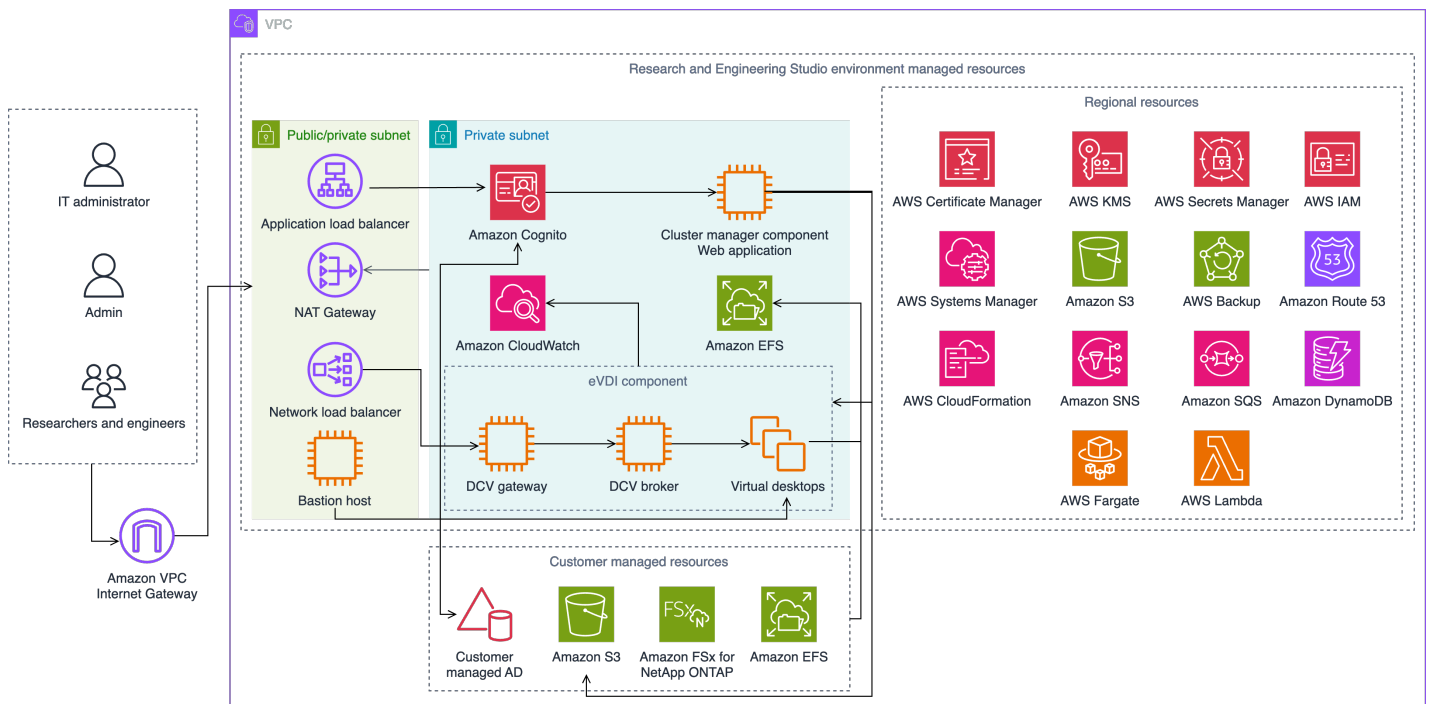 VPC
Research and Engineering Studio environment managed resources
IT administrator
Admin
Researchers and engineers
Amazon VPC
Internet Gateway
Public/private subnet
Application load balancer
NAT Gateway
Network load balancer
Bastion host
Private subnet
Amazon Cognito
Cluster manager component
Web application
Amazon CloudWatch
Amazon EFS
eVDI component
DCV gateway
DCV broker
Virtual desktops
Regional resources
AWS Certificate Manager
AWS KMS
AWS Secrets Manager
AWS IAM
AWS Systems Manager
Amazon S3
AWS Backup
53
Amazon Route 53
AWS CloudFormation
Amazon SNS
Amazon SQS
Amazon DynamoDB
AWS Fargate
AWS Lambda
Customer managed resources
Customer
managed AD
Amazon S3
FSx
N
Amazon FSx for
NetApp ONTAP
Amazon EFS